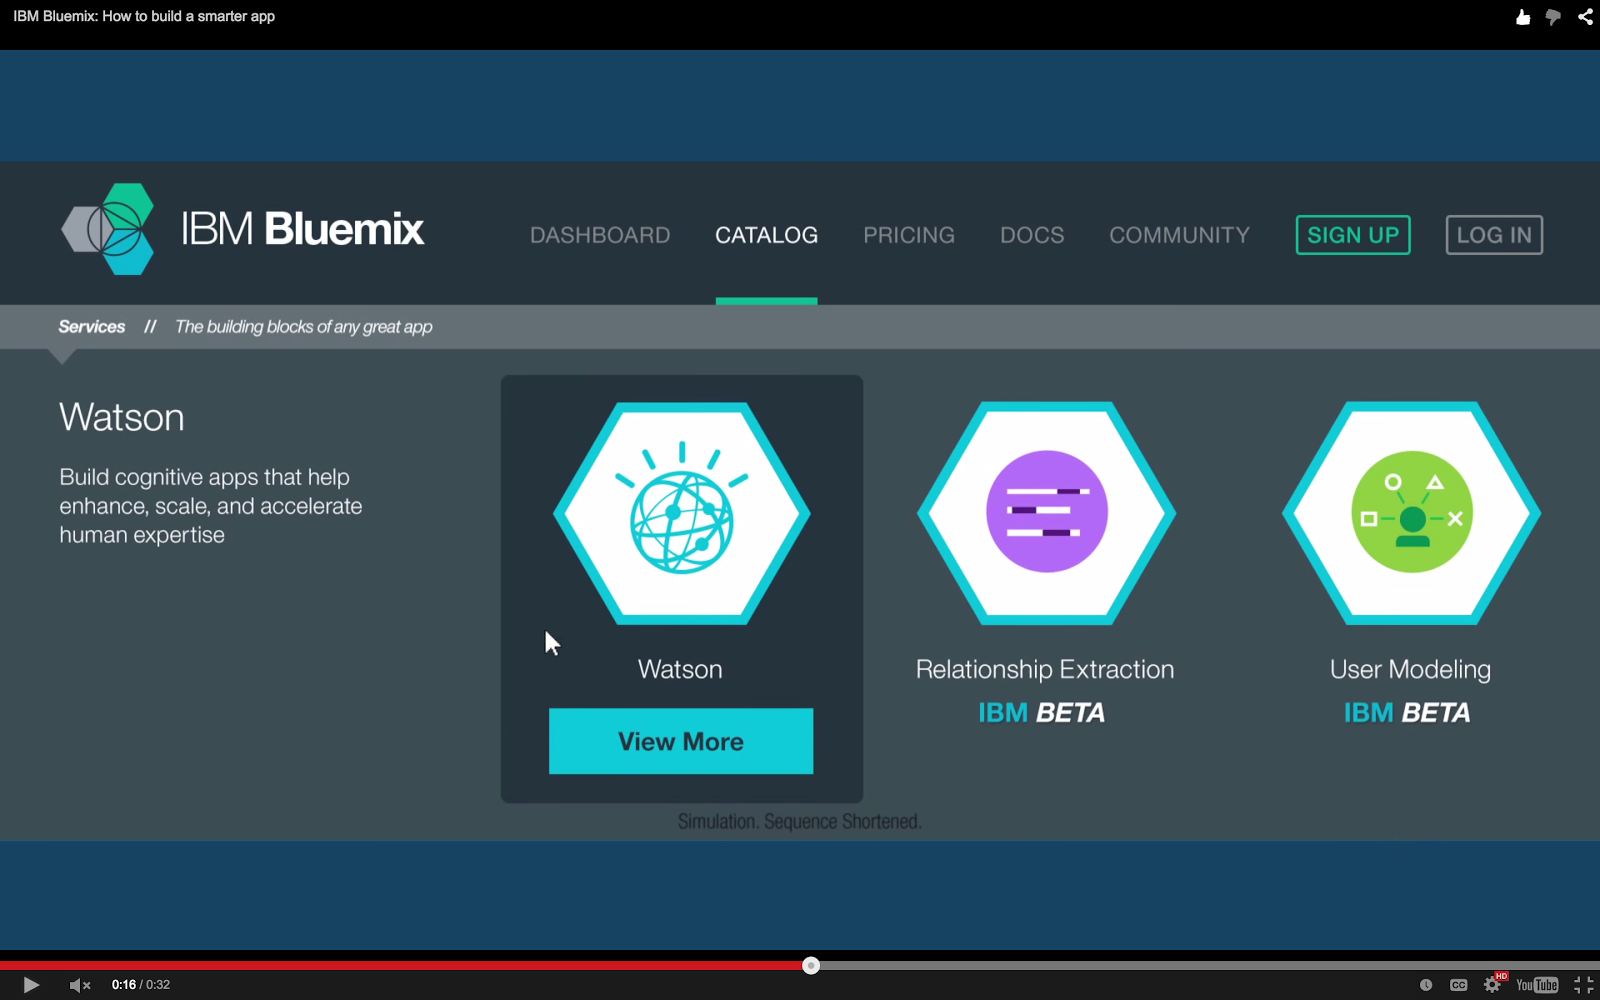 IBM Bluemix: How to build a smarter app
IBM Bluemix
DASHBOARD CATALOG PRICING DOCS COMMUNITY SIGN UP LOG IN
Services // The building blocks of any great app
Watson
Build cognitive apps that help
enhance, scale, and accelerate
human expertise
Watson
View More
Relationship Extraction
IBM BETA
User Modeling
IBM BETA
Simulation. Sequence Shortened.
0:16 / 0:32
CC HD YouTube